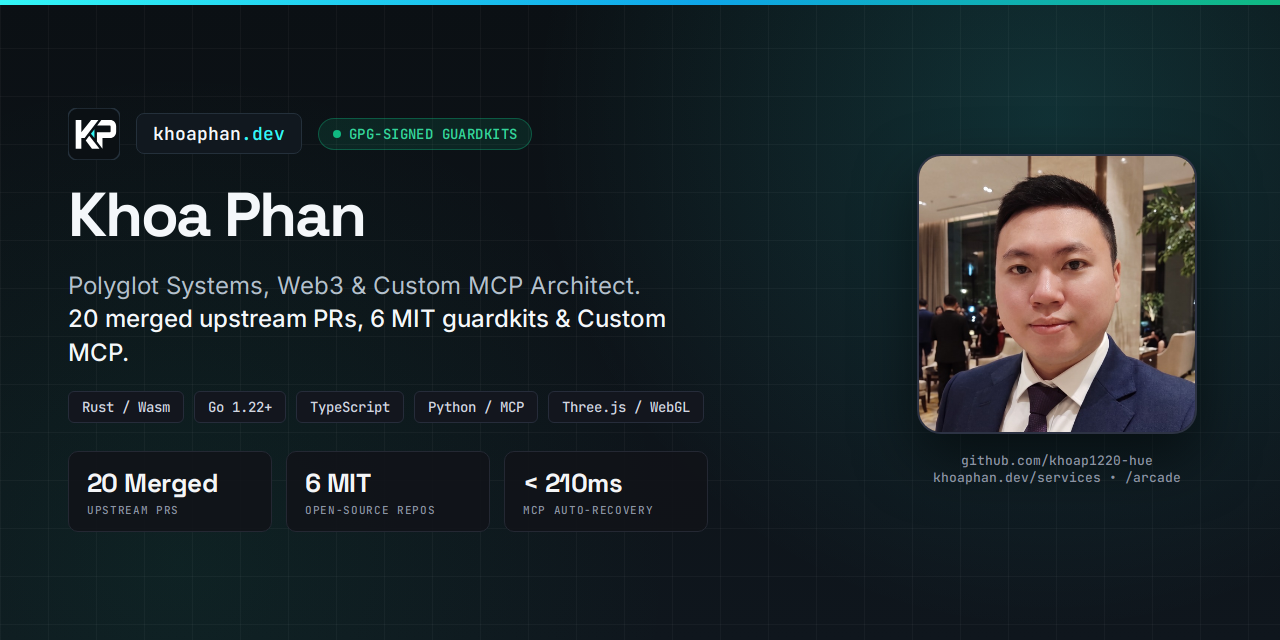 KP
khoaphan.dev
GPG-SIGNED GUARDKITS
Khoa Phan
Polyglot Systems, Web3 & Custom MCP Architect.
20 merged upstream PRs, 6 MIT guardkits & Custom
MCP.
Rust / Wasm
Go 1.22+
TypeScript
Python / MCP
Three.js / WebGL
20 Merged
UPSTREAM PRS
6 MIT
OPEN-SOURCE REPOS
< 210ms
MCP AUTO-RECOVERY
github.com/khoap1220-hue
khoaphan.dev/services • /arcade